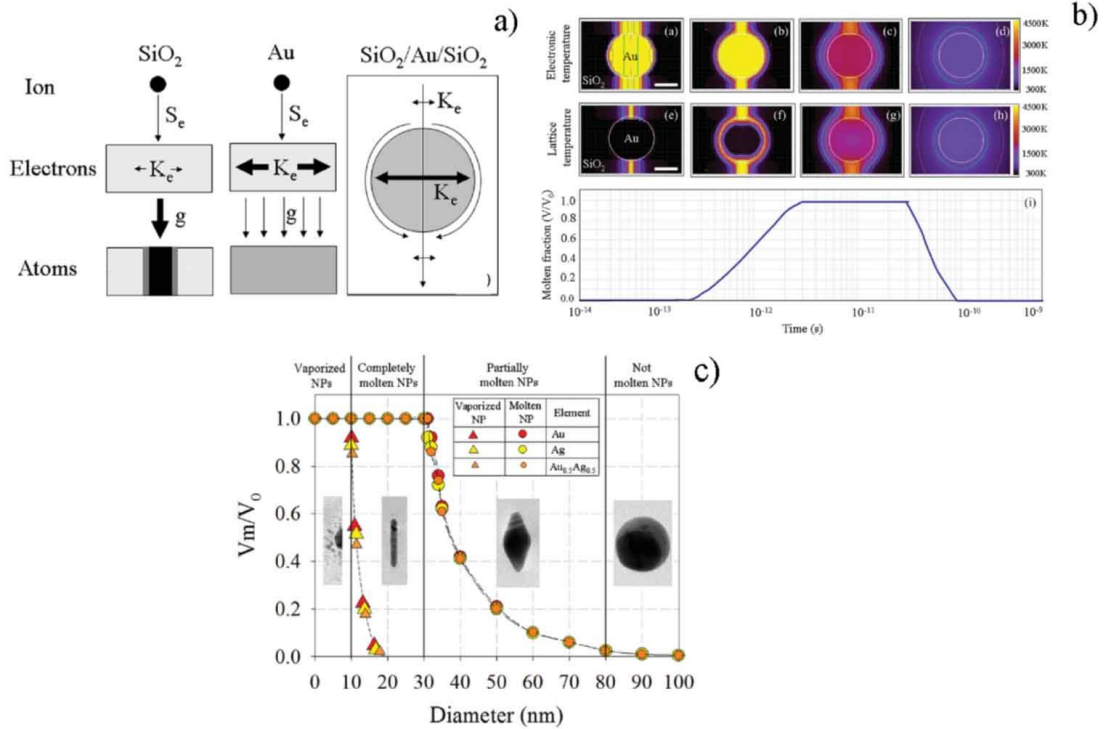 a)
SiO2
Au
SiO2/Au/SiO2
Ion
Se
Se
Ke
Electrons
Ke
Ke
Ke
g
g
Atoms
)
b)
Electronic
temperature
(a)
(b)
(c)
(d)
Au
SiO2
4500K
3000K
1500K
300K
Lattice
temperature
(e)
(f)
(g)
(h)
Au
SiO2
4500K
3000K
1500K
300K
Molten fraction (V/V0)
(i)
1.0
0.8
0.6
0.4
0.2
0.0
10-14
10-13
10-12
10-11
10-10
10-9
Time (s)
c)
Vaporized
NPs
Completely
molten NPs
Partially
molten NPs
Not
molten NPs
Vaporized
NP
Molten
NP
Element
Au
Ag
Au0.5Ag0.5
Vm/V0
1.0
0.8
0.6
0.4
0.2
0.0
0 10 20 30 40 50 60 70 80 90 100
Diameter (nm)